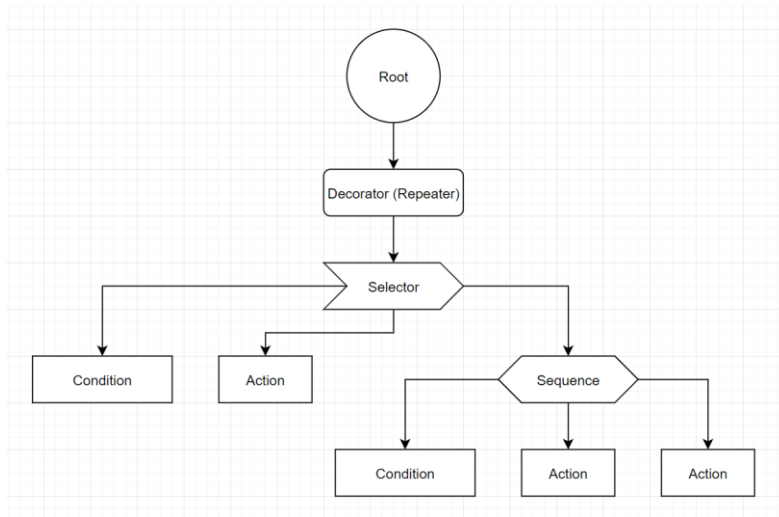 Root
Decorator (Repeater)
Selector
Condition
Action
Sequence
Condition
Action
Action